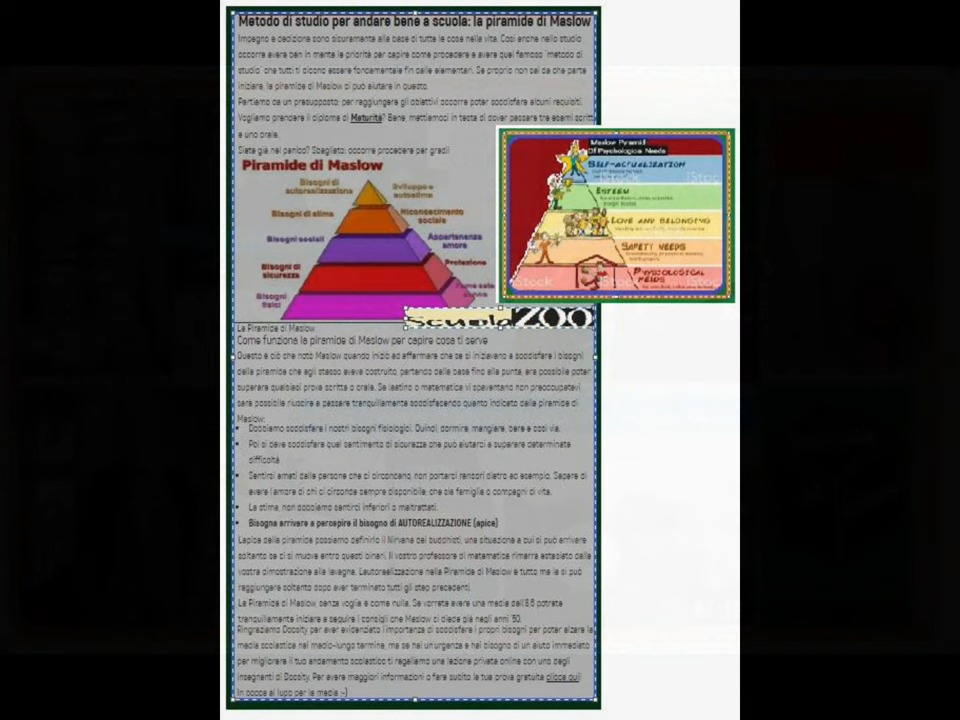 Metodo di studio per andare bene a scuola: la piramide di Maslow
Impegno e dedizione sono sicuramente alla base di tutte le cose nella vita. Così anche nello studio
occorre avere ben in mente le priorità per capire come procedere e avere quel famoso "metodo di
studio" che tutti ti dicono essere fondamentale fin dalle elementari. Se proprio non sai da che parte
iniziare, la piramide di Maslow ci può aiutare in questo.
Partiamo da un presupposto: per raggiungere gli obiettivi occorre poter soddisfare alcuni requisiti.
Vogliamo prendere il diploma di Maturità? Bene, mettiamoci in testa di dover passare tre esami scritti
e uno orale.
Siete già nel panico? Sbagliato: occorre procedere per gradi!
Piramide di Maslow
Bisogni di
autorealizzazione
Sviluppo e
autostima
Bisogni di stima
Riconoscimento
sociale
Bisogni sociali
Appartenenza
amore
Bisogni di
sicurezza
Protezione
Bisogni
fisici
Maslow Pyramid
Of Psychological Needs
Self-actualization
Esteem
Love and belonging
Safety needs
Physiological
needs
iStock
iStock
ScuolaZOO
La Piramide di Maslow
Come funziona la piramide di Maslow per capire cosa ti serve
Questo è ciò che notò Maslow quando iniziò ad affermare che se si iniziavano a soddisfare i bisogni
della piramide che egli stesso aveva costruito, partendo dalla base fino alla punta, era possibile poter
superare qualsiasi prova scritta o orale. Se latino o matematica vi spaventano non preoccupatevi,
sarà possibile riuscire a passare tranquillamente soddisfacendo quanto indicato dalla piramide di
Maslow:
• Dobbiamo soddisfare i nostri bisogni fisiologici. Quindi, dormire, mangiare, bere e così via.
• Poi si deve soddisfare quel sentimento di sicurezza che può aiutarci a superare determinate
difficoltà.
• Sentirsi amati dalle persone che ci circondano, non portarci rancori dietro ad esempio. Sapere di
avere l'amore di chi ci circonda sempre disponibile, che sia famiglia o compagni di vita.
• La stima, non dobbiamo sentirci inferiori o maltrattati.
• Bisogna arrivare a percepire il bisogno di AUTOREALIZZAZIONE (apice)
L'apice della piramide possiamo definirlo il Nirvana dei buddhisti, una situazione a cui si può arrivare
soltanto se ci si muove entro questi binari. Il vostro professore di matematica rimarrà estasiato dalla
vostra dimostrazione alla lavagna. L'autorealizzazione nella Piramide di Maslow è tutto ma la si può
raggiungere soltanto dopo aver terminato tutti gli step precedenti.
La Piramide di Maslow, senza voglia è come nulla. Se vorrete avere una media dell'8.6 potrete
tranquillamente iniziare a seguire i consigli che Maslow ci diede già negli anni '50.
Ringraziamo Docsity per aver evidenziato l'importanza di soddisfare i propri bisogni per poter alzare la
media scolastica nel medio-lungo termine, ma se hai un'urgenza e hai bisogno di un aiuto immediato
per migliorare il tuo andamento scolastico ti regaliamo una lezione privata online con uno degli
insegnanti di Docsity. Per avere maggiori informazioni o fare subito la tua prova gratuita clicca qui!
In bocca al lupo per la media :-)